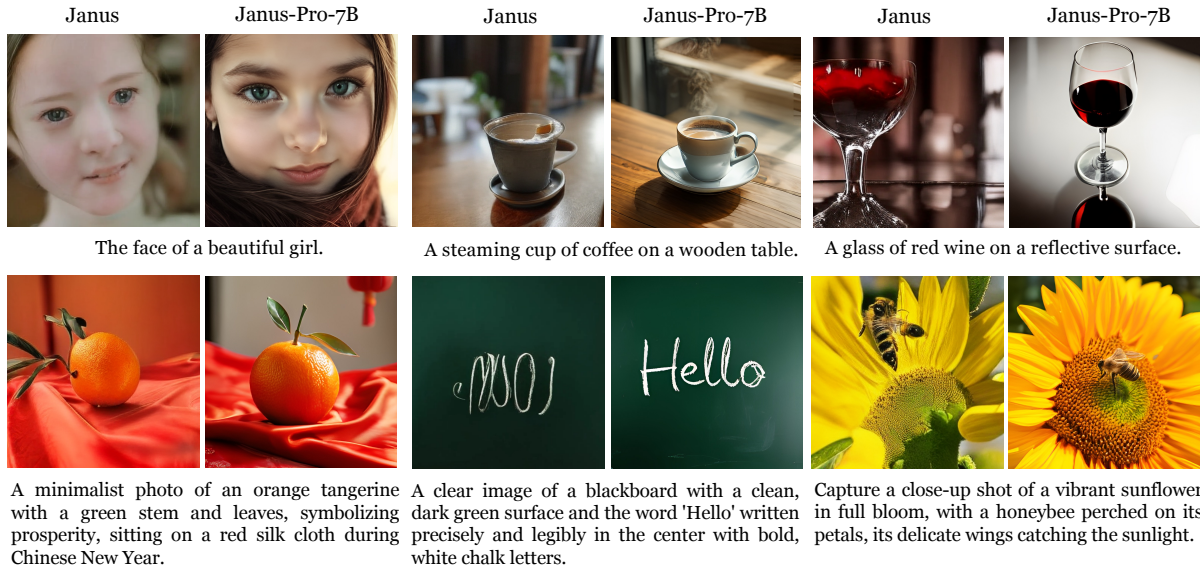 Janus Janus-Pro-7B Janus Janus-Pro-7B Janus Janus-Pro-7B
The face of a beautiful girl.
A steaming cup of coffee on a wooden table.
A glass of red wine on a reflective surface.
Hello
A minimalist photo of an orange tangerine
with a green stem and leaves, symbolizing
prosperity, sitting on a red silk cloth during
Chinese New Year.
A clear image of a blackboard with a clean,
dark green surface and the word 'Hello' written
precisely and legibly in the center with bold,
white chalk letters.
Capture a close-up shot of a vibrant sunflower
in full bloom, with a honeybee perched on its
petals, its delicate wings catching the sunlight.